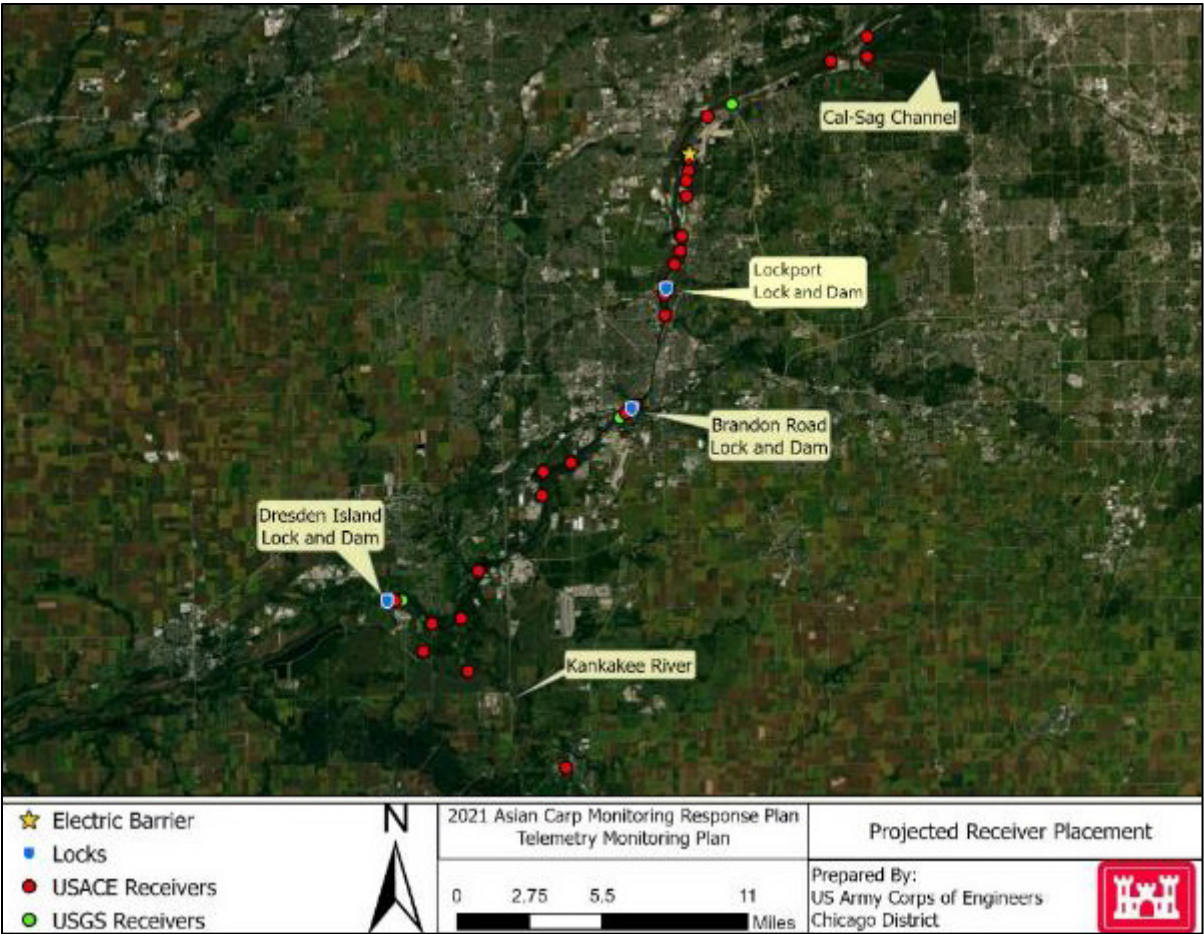 Cal-Sag Channel
Lockport
Lock and Dam
Brandon Road
Lock and Dam
Dresden Island
Lock and Dam
Kankakee River
Electric Barrier
Locks
USACE Receivers
USGS Receivers
N
2021 Asian Carp Monitoring Response Plan
Telemetry Monitoring Plan
0 2.75 5.5 11
Miles
Projected Receiver Placement
Prepared By:
US Army Corps of Engineers
Chicago District